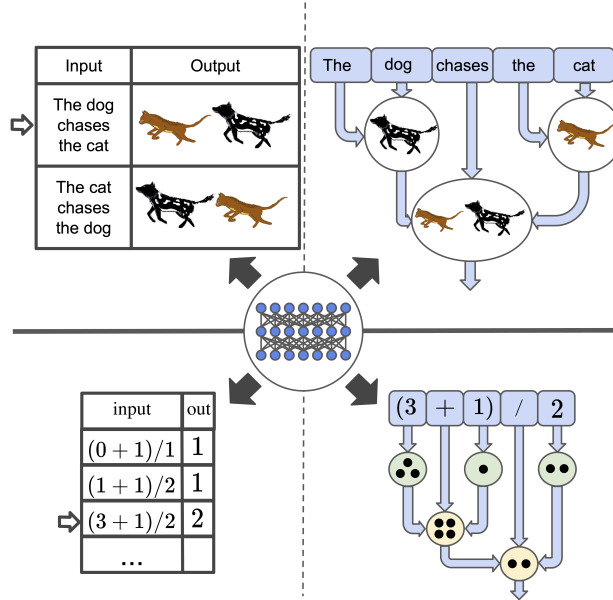 Input Output
The dog
chases
the cat
The cat
chases
the dog
The dog chases the cat
input out
(0 + 1)/1 1
(1 + 1)/2 1
(3 + 1)/2 2
...
(3 + 1) / 2